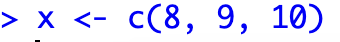 > x <- c(8, 9, 10)